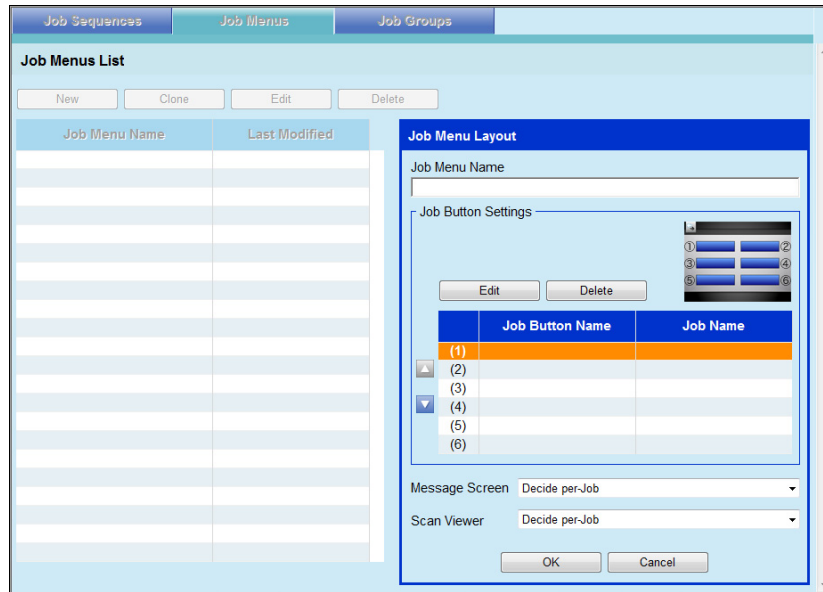 Job Sequences Job Menus Job Groups
Job Menus List
New Clone Edit Delete
Job Menu Name Last Modified
Job Menu Layout
Job Menu Name
Job Button Settings
① ②
③ ④
⑤ ⑥
Edit Delete
Job Button Name Job Name
(1)
(2)
(3)
(4)
(5)
(6)
Message Screen Decide per-Job
Scan Viewer Decide per-Job
OK Cancel